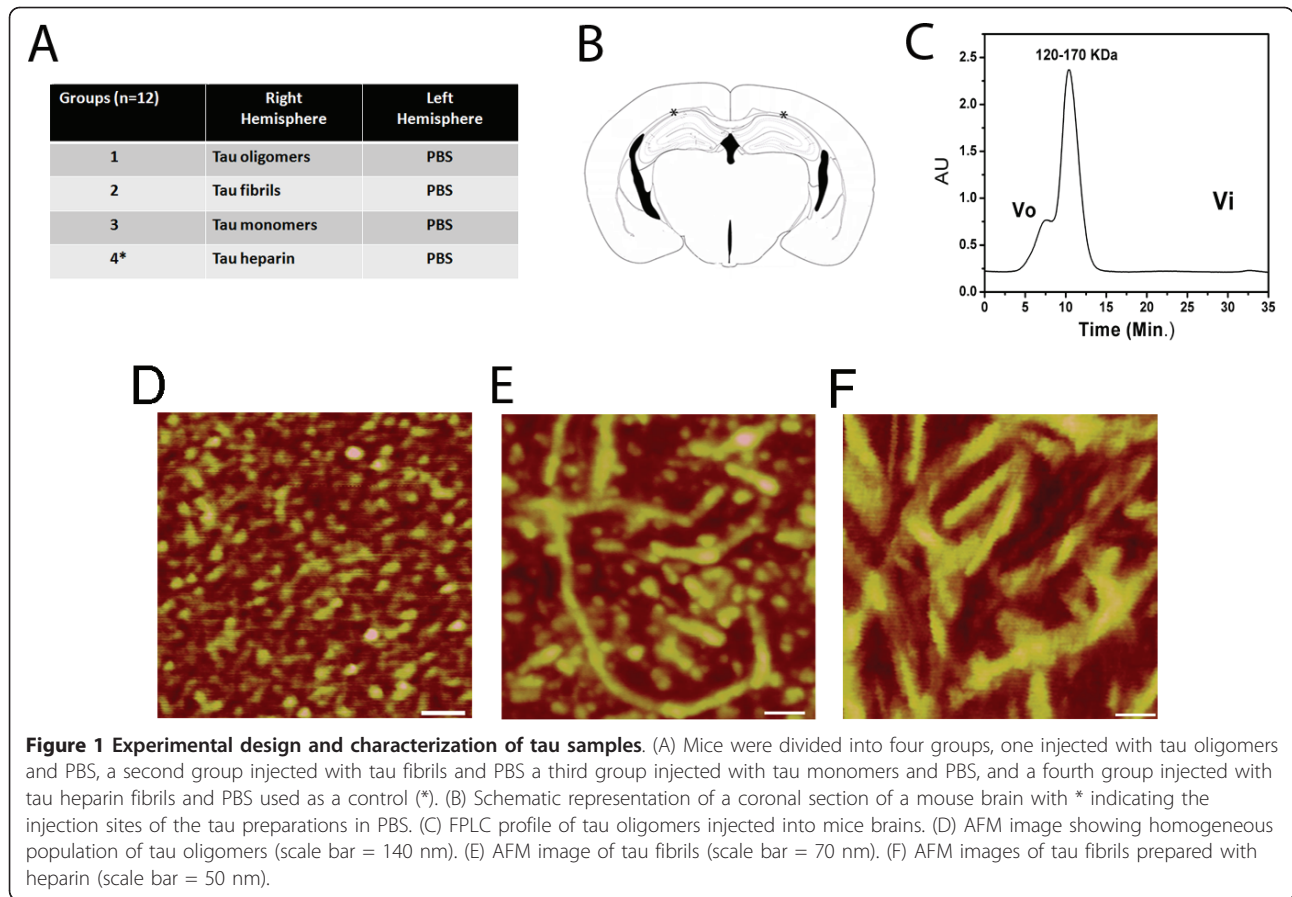 A
Groups (n=12) Right Hemisphere Left Hemisphere
1 Tau oligomers PBS
2 Tau fibrils PBS
3 Tau monomers PBS
4* Tau heparin PBS
B
*
*
C
120-170 KDa
2.5
2.0
1.5
1.0
0.5
0.0
AU
Vo
Vi
0 5 10 15 20 25 30 35
Time (Min.)
D
E
F
Figure 1 Experimental design and characterization of tau samples. (A) Mice were divided into four groups, one injected with tau oligomers
and PBS, a second group injected with tau fibrils and PBS a third group injected with tau monomers and PBS, and a fourth group injected with
tau heparin fibrils and PBS used as a control (*). (B) Schematic representation of a coronal section of a mouse brain with * indicating the
injection sites of the tau preparations in PBS. (C) FPLC profile of tau oligomers injected into mice brains. (D) AFM image showing homogeneous
population of tau oligomers (scale bar = 140 nm). (E) AFM image of tau fibrils (scale bar = 70 nm). (F) AFM images of tau fibrils prepared with
heparin (scale bar = 50 nm).